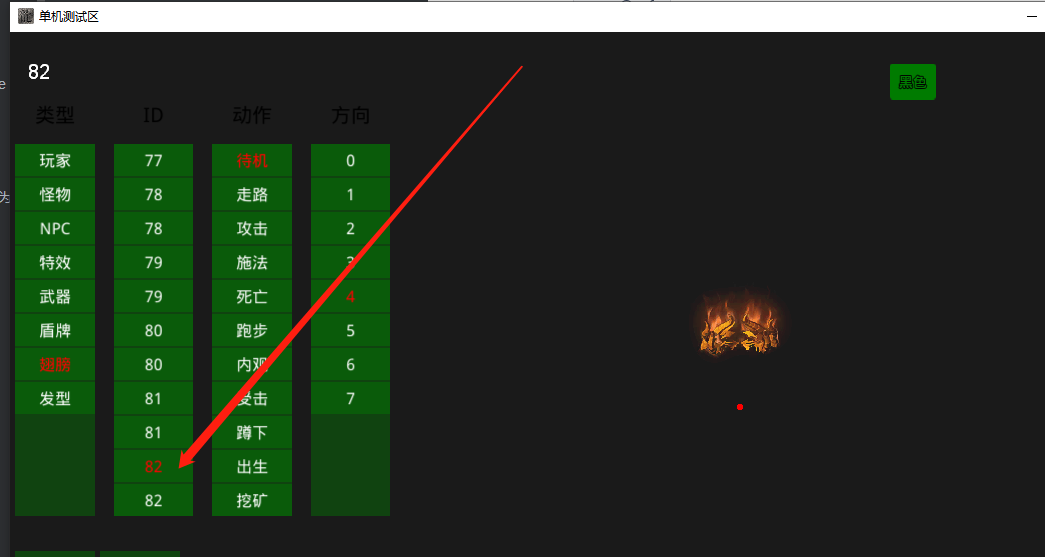 单机测试区
e
82
黑色
类型 ID 动作 方向
玩家 77 待机 0
怪物 78 走路 1
为
NPC 78 攻击 2
特效 79 施法 3
武器 79 死亡 4
盾牌 80 跑步 5
翅膀 80 内观 6
发型 81 受击 7
81 蹲下
82 出生
82 挖矿